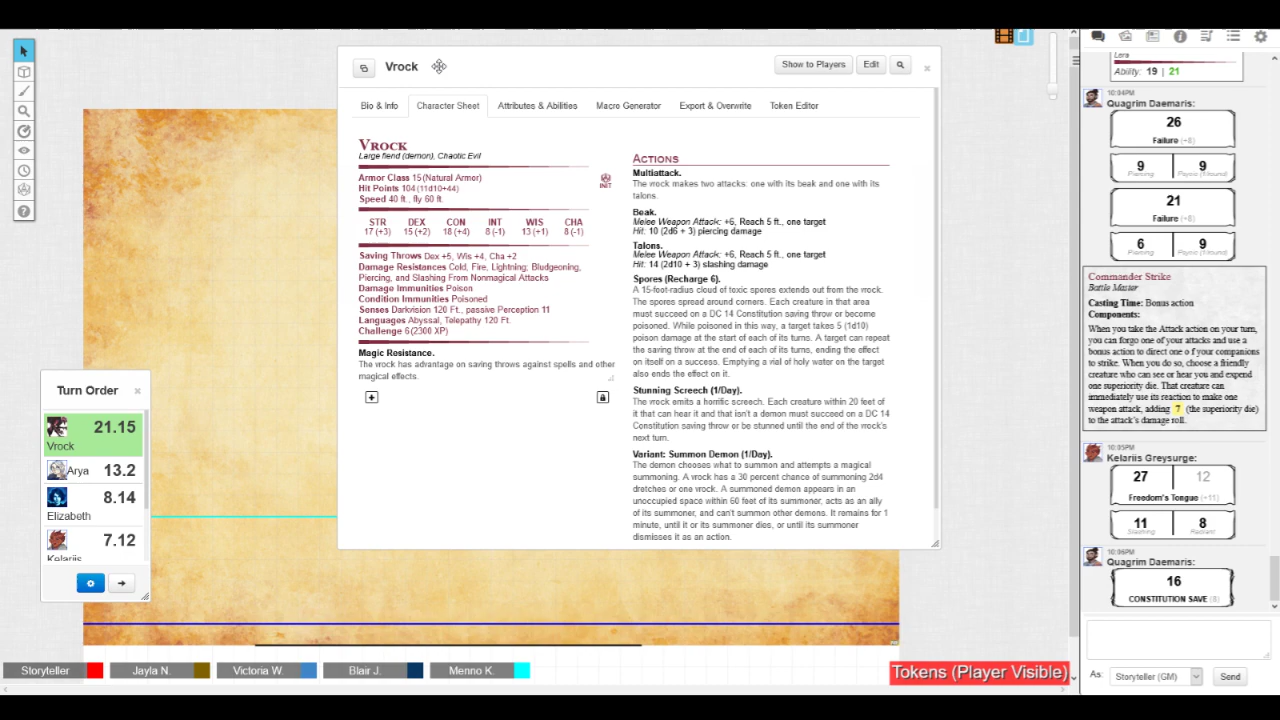 Vrock
Show to Players
Edit
Bio & Info
Character Sheet
Attributes & Abilities
Macro Generator
Export & Overwrite
Token Editor
VROCK
Large fiend (demon), Chaotic Evil
Armor Class 15 (Natural Armor)
Hit Points 104 (11d10+44)
Speed 40 ft., fly 60 ft.
INIT
STR DEX CON INT WIS CHA
17 (+3) 15 (+2) 18 (+4) 8 (-1) 13 (+1) 8 (-1)
Saving Throws Dex +5, Wis +4, Cha +2
Damage Resistances Cold, Fire, Lightning; Bludgeoning,
Piercing, and Slashing From Nonmagical Attacks
Damage Immunities Poison
Condition Immunities Poisoned
Senses Darkvision 120 Ft., passive Perception 11
Languages Abyssal, Telepathy 120 Ft.
Challenge 6 (2300 XP)
Magic Resistance.
The vrock has advantage on saving throws against spells and other
magical effects.
ACTIONS
Multiattack.
The vrock makes two attacks: one with its beak and one with its
talons.
Beak.
Melee Weapon Attack: +6, Reach 5 ft., one target
Hit: 10 (2d6 + 3) piercing damage
Talons.
Melee Weapon Attack: +6, Reach 5 ft., one target
Hit: 14 (2d10 + 3) slashing damage
Spores (Recharge 6).
A 15-foot-radius cloud of toxic spores extends out from the vrock.
The spores spread around corners. Each creature in that area
must succeed on a DC 14 Constitution saving throw or become
poisoned. While poisoned in this way, a target takes 5 (1d10)
poison damage at the start of each of its turns. A target can repeat
the saving throw at the end of each of its turns, ending the effect
on itself on a success. Emptying a vial of holy water on the target
also ends the effect on it.
Stunning Screech (1/Day).
The vrock emits a horrific screech. Each creature within 20 feet of
it that can hear it and that isn't a demon must succeed on a DC 14
Constitution saving throw or be stunned until the end of the vrock's
next turn.
Variant: Summon Demon (1/Day).
The demon chooses what to summon and attempts a magical
summoning. A vrock has a 30 percent chance of summoning 2d4
dretches or one vrock. A summoned demon appears in an
unoccupied space within 60 feet of its summoner, acts as an ally
of its summoner, and can't summon other demons. It remains for 1
minute, until it or its summoner dies, or until its summoner
dismisses it as an action.
Turn Order
21.15
Vrock
Arya 13.2
8.14
Elizabeth
7.12
Kelariis
Storyteller
Jayla N.
Victoria W.
Blair J.
Menno K.
Tokens (Player Visible)
Lera
Ability: 19 | 21
10:04PM
Quagrim Daemaris:
26
Failure (+8)
9 9
Piercing
21
Failure (+8)
6 9
Piercing
Commander Strike
Battle Master
Casting Time: Bonus action
Components:
When you take the Attack action on your turn,
you can forgo one of your attacks and use a
bonus action to direct one o f your companions
to strike. When you do so, choose a friendly
creature who can see or hear you and expend
one superiority die. That creature can
immediately use its reaction to make one
weapon attack, adding 7 (the superiority die)
to the attack's damage roll.
10:05PM
Kelariis Greysurge:
27 12
Freedom's Tongue (+11)
11 8
Slashing Radiant
10:06PM
Quagrim Daemaris:
16
CONSTITUTION SAVE (8)
As: Storyteller (GM)
Send